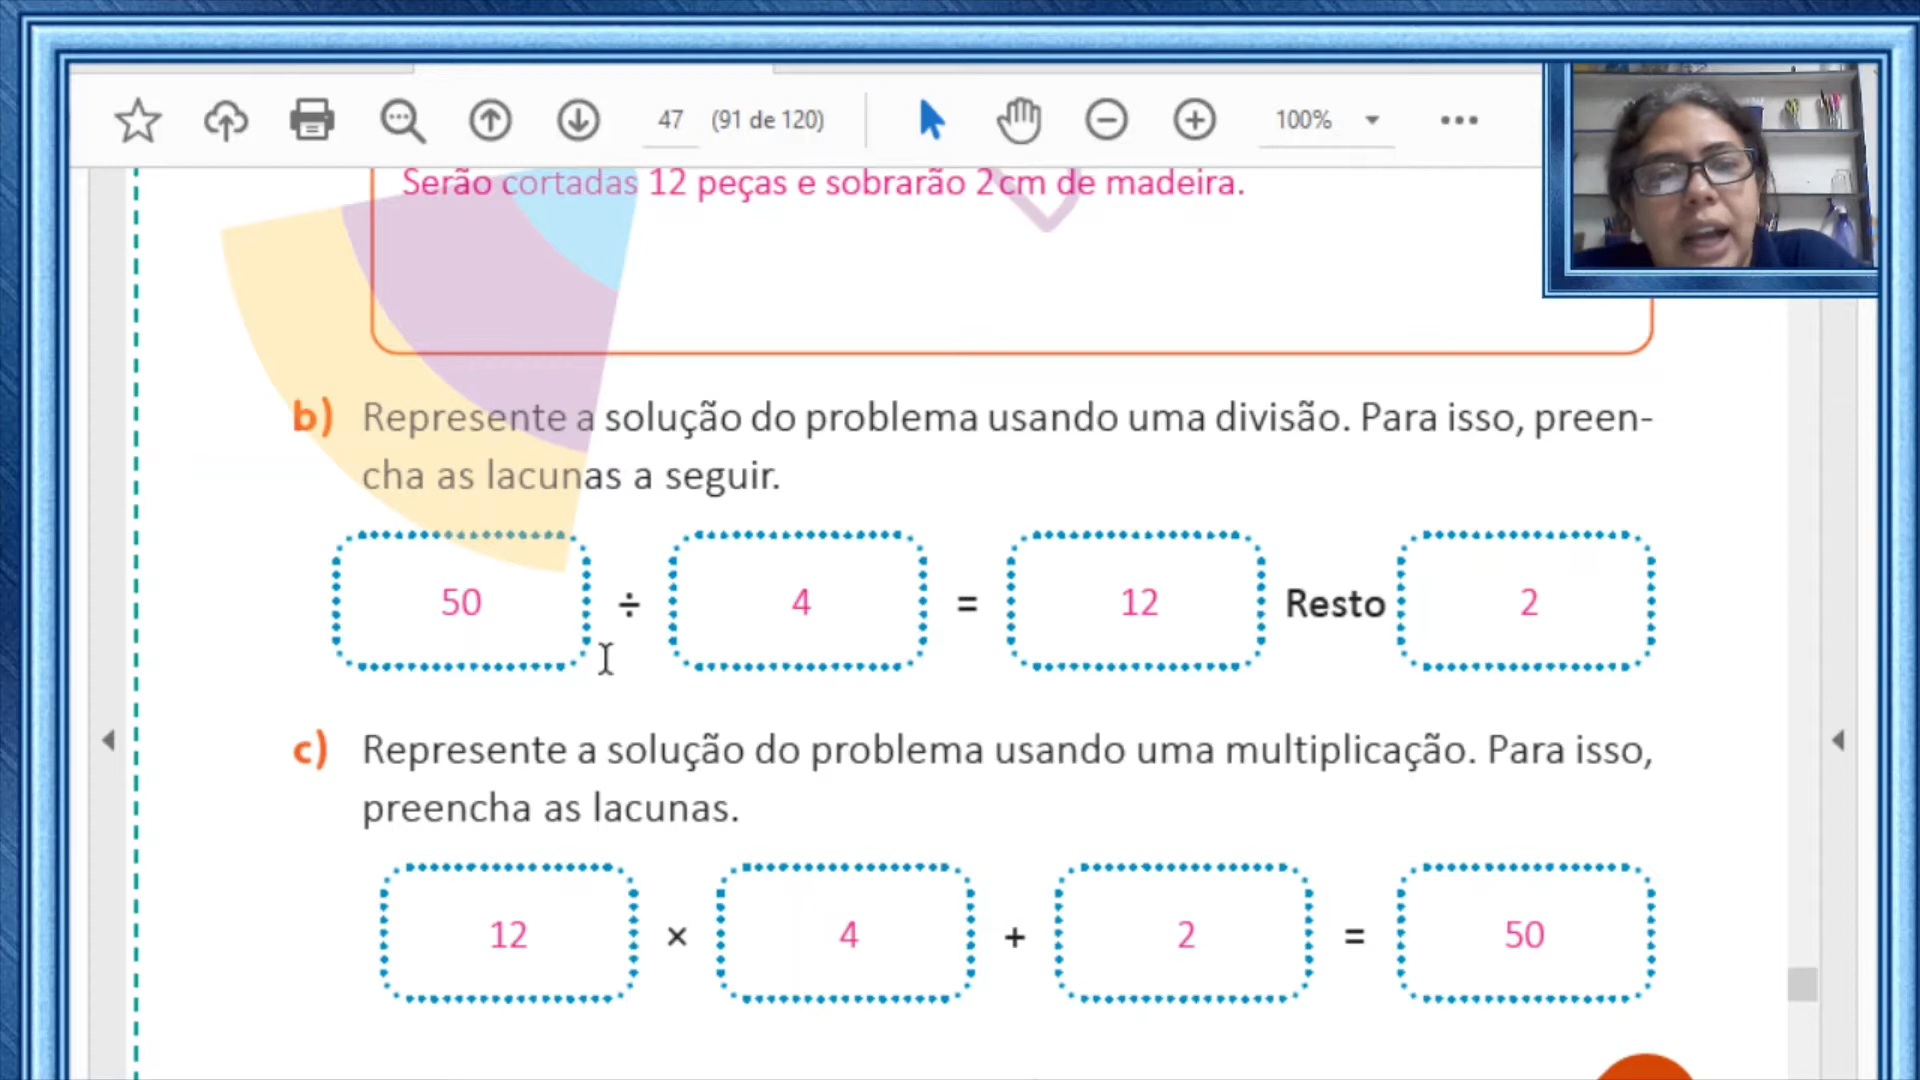 47 (91 de 120) 100%
Serão cortadas 12 peças e sobrarão 2 cm de madeira.
b) Represente a solução do problema usando uma divisão. Para isso, preen-
cha as lacunas a seguir.
50 ÷ 4 = 12 Resto 2
c) Represente a solução do problema usando uma multiplicação. Para isso,
preencha as lacunas.
12 × 4 + 2 = 50